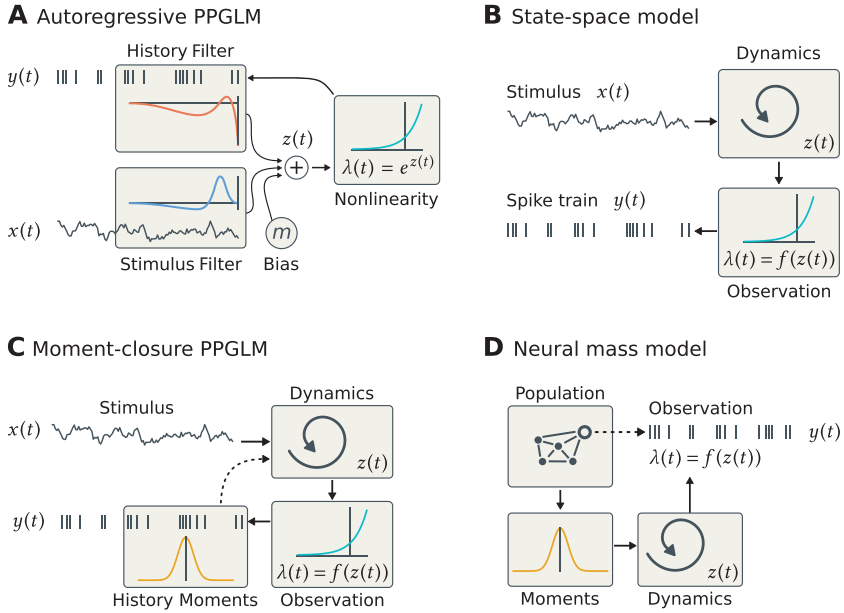 A Autoregressive PPGLM
History Filter
y(t)
z(t)
+
λ(t) = e^z(t)
Nonlinearity
x(t)
m
Stimulus Filter
Bias
B State-space model
Dynamics
Stimulus x(t)
z(t)
Spike train y(t)
λ(t) = f(z(t))
Observation
C Moment-closure PPGLM
Dynamics
Stimulus
x(t)
z(t)
y(t)
λ(t) = f(z(t))
History Moments
Observation
D Neural mass model
Population
Observation
y(t)
λ(t) = f(z(t))
z(t)
Moments
Dynamics